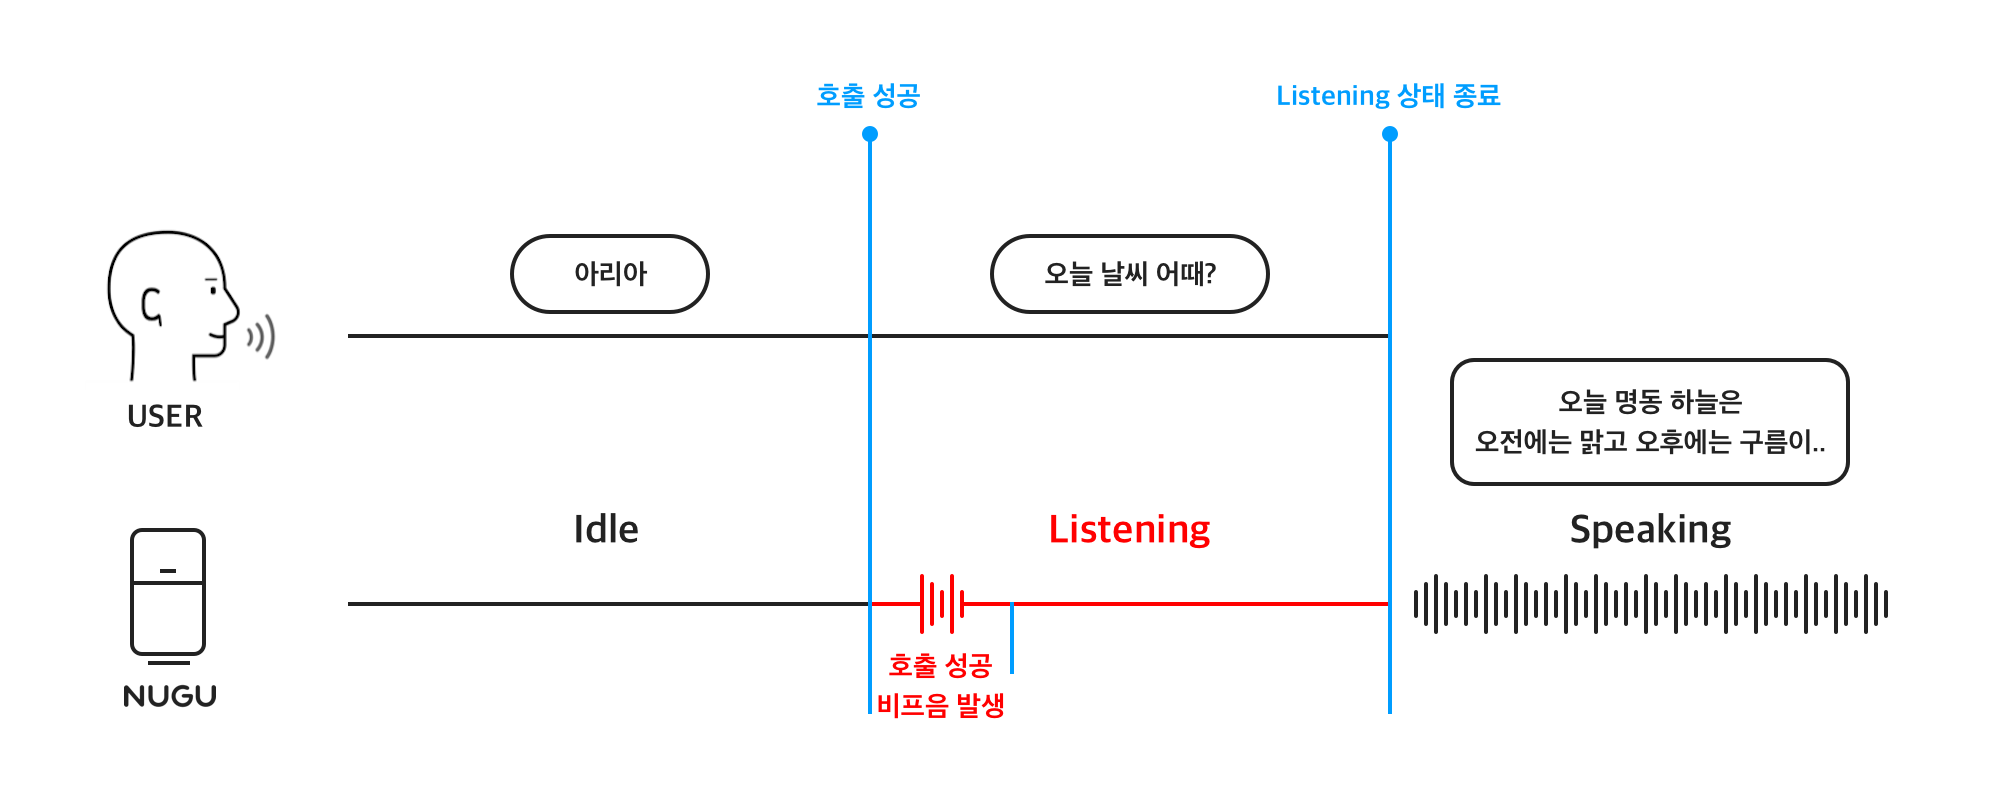 호출 성공
Listening 상태 종료
아리아
오늘 날씨 어때?
USER
오늘 명동 하늘은
오전에는 맑고 오후에는 구름이..
Idle
Listening
Speaking
호출 성공
비프음 발생
NUGU